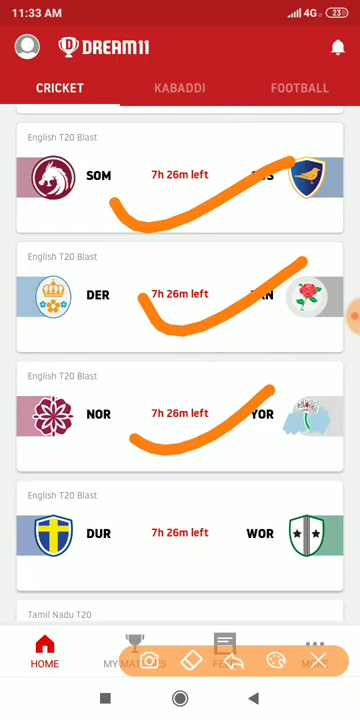 11:33 AM
4G
23
DREAM11
CRICKET KABADDI FOOTBALL
English T20 Blast
SOM 7h 26m left
English T20 Blast
DER 7h 26m left
English T20 Blast
NOR 7h 26m left YOR
English T20 Blast
DUR 7h 26m left WOR
Tamil Nadu T20
HOME